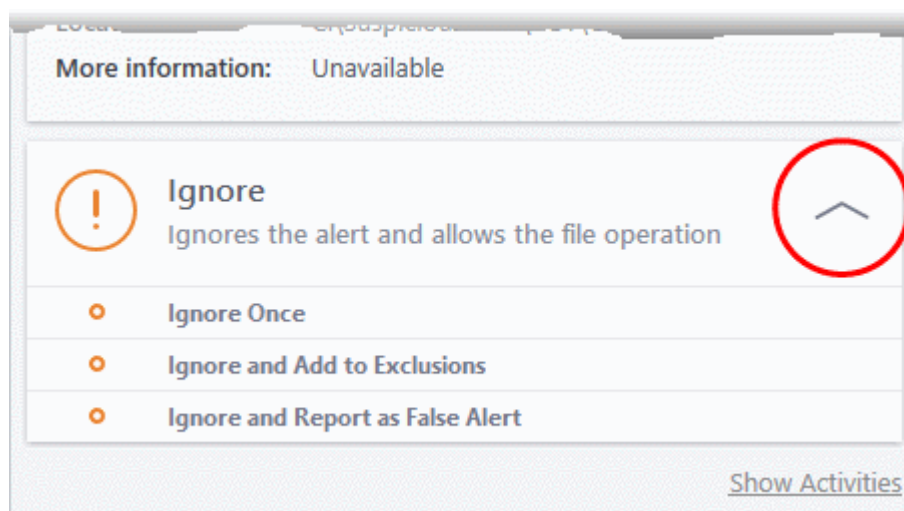 More information: Unavailable
Ignore
Ignores the alert and allows the file operation
Ignore Once
Ignore and Add to Exclusions
Ignore and Report as False Alert
Show Activities